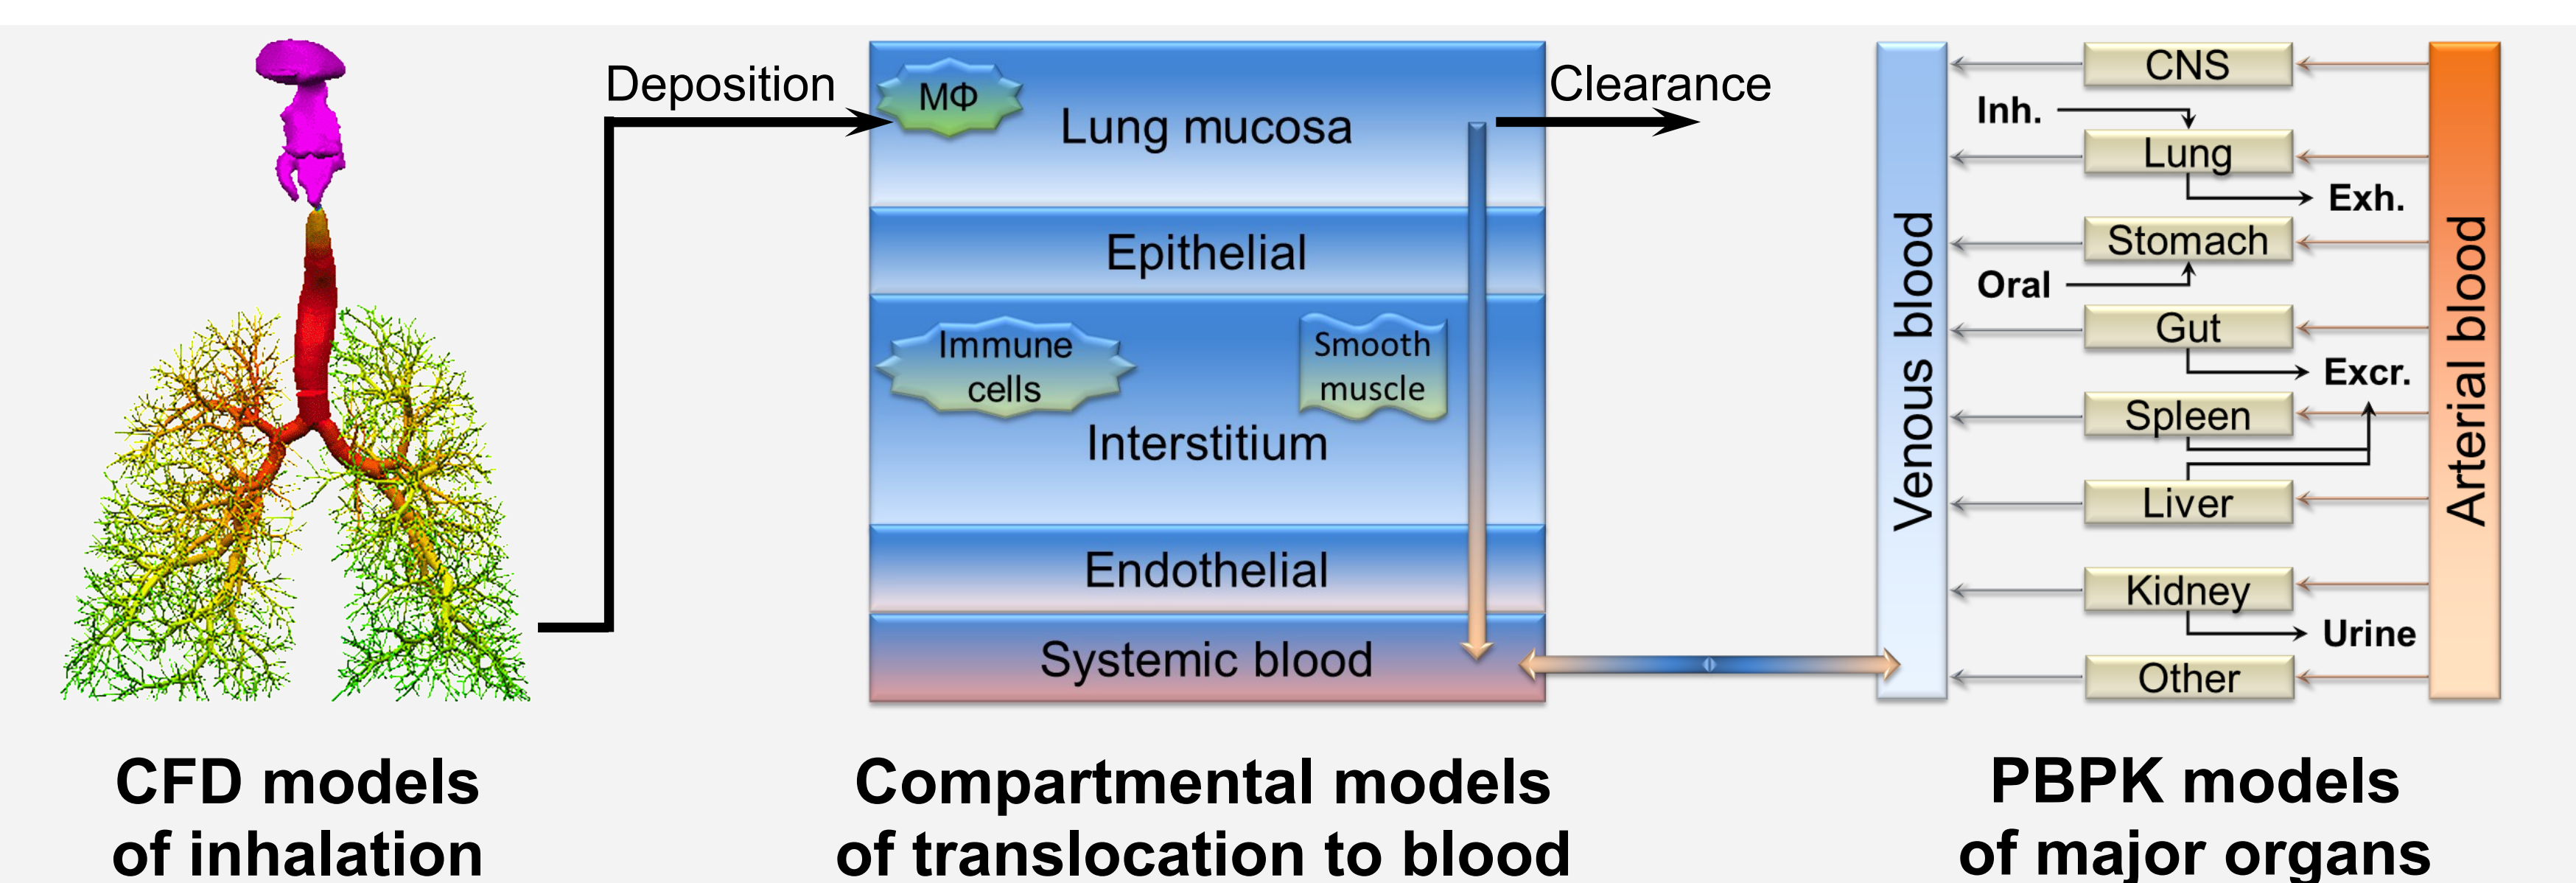 Deposition
MΦ
Lung mucosa
Clearance
Epithelial
Immune
cells
Smooth
muscle
Interstitium
Endothelial
Systemic blood
Venous blood
CNS
Inh.
Lung
Exh.
Stomach
Oral
Gut
Excr.
Spleen
Liver
Kidney
Urine
Other
Arterial blood
CFD models
of inhalation
Compartmental models
of translocation to blood
PBPK models
of major organs